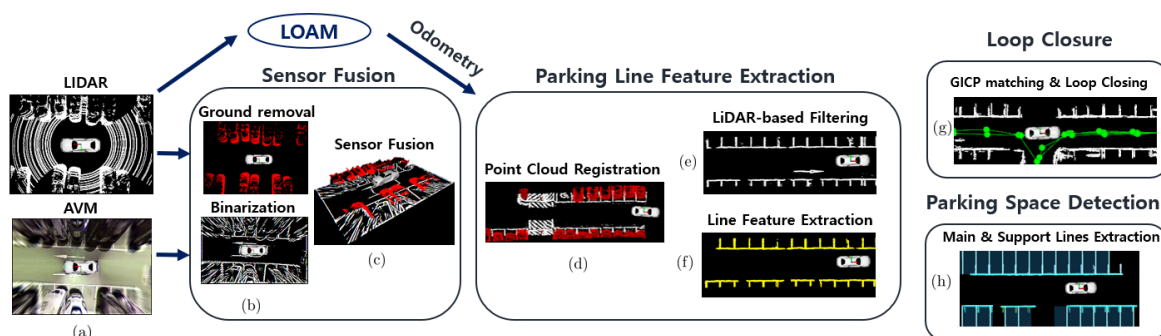 LOAM
Odometry
LIDAR
AVM
(a)
Sensor Fusion
Ground removal
Binarization
(b)
Sensor Fusion
(c)
Parking Line Feature Extraction
Point Cloud Registration
(d)
LiDAR-based Filtering
(e)
Line Feature Extraction
(f)
Loop Closure
GICP matching & Loop Closing
(g)
Parking Space Detection
Main & Support Lines Extraction
(h)